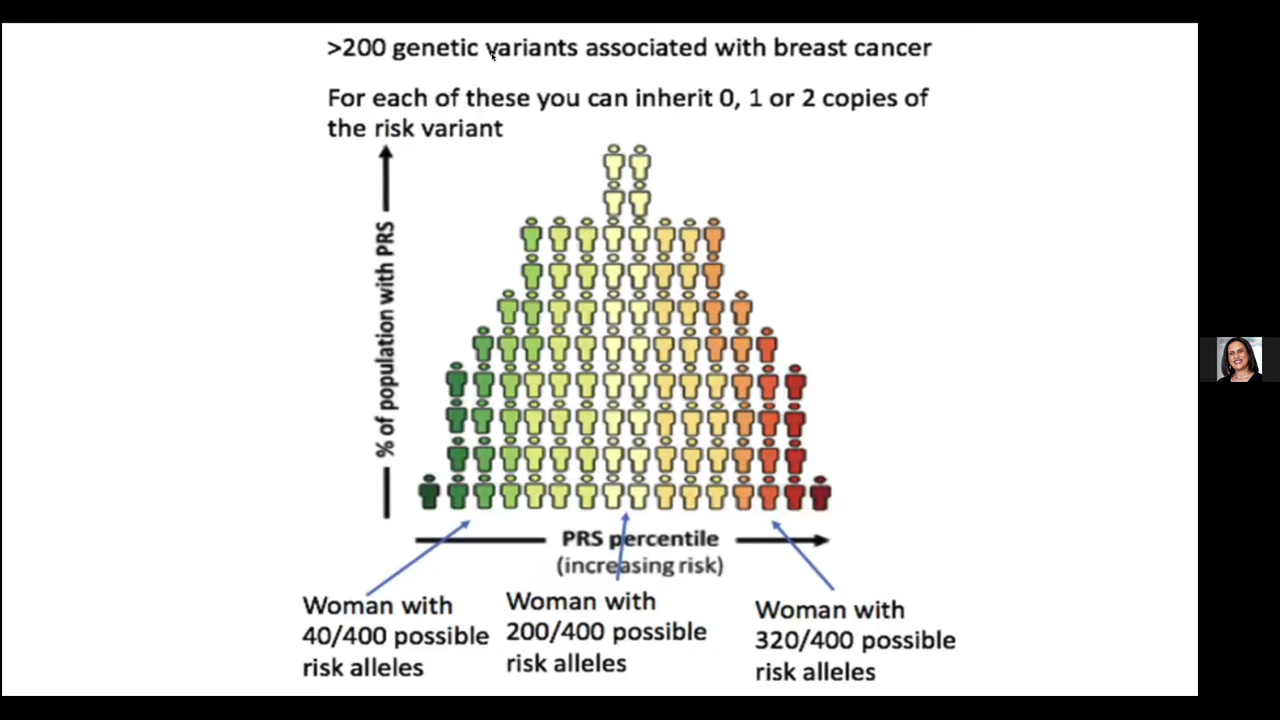 >200 genetic variants associated with breast cancer
For each of these you can inherit 0, 1 or 2 copies of
the risk variant
% of population with PRS
PRS percentile
(increasing risk)
Woman with
40/400 possible
risk alleles
Woman with
200/400 possible
risk alleles
Woman with
320/400 possible
risk alleles